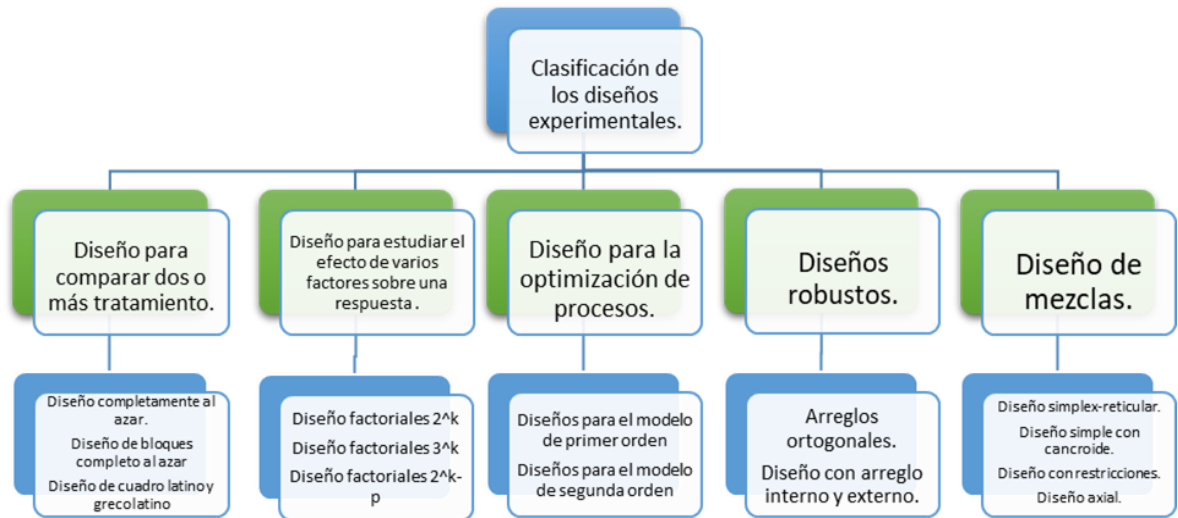 Clasificación de
los diseños
experimentales.
Diseño para
comparar dos o
más tratamiento.
Diseño para estudiar el
efecto de varios
factores sobre una
respuesta .
Diseño para la
optimización de
procesos.
Diseños
robustos.
Diseño de
mezclas.
Diseño completamente al
azar.
Diseño de bloques
completo al azar
Diseño de cuadro latino y
grecolatino
Diseño factoriales 2^k
Diseño factoriales 3^k
Diseño factoriales 2^k-
p
Diseños para el modelo
de primer orden
Diseños para el modelo
de segunda orden
Arreglos
ortogonales.
Diseño con arreglo
interno y externo.
Diseño simplex-reticular.
Diseño simple con
cancroide.
Diseño con restricciones.
Diseño axial.